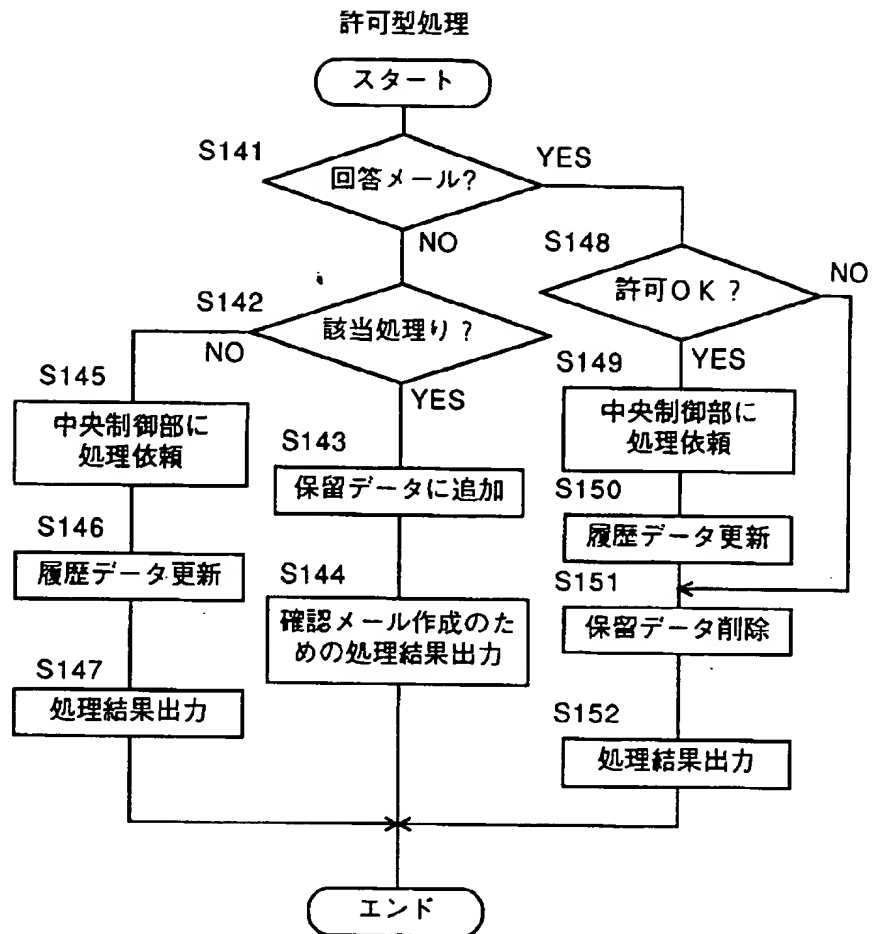 許可型処理
スタート
S141
回答メール?
YES
NO
S148
許可OK?
NO
YES
S142
該当処理り?
NO
YES
S145
中央制御部に
処理依頼
S146
履歴データ更新
S147
処理結果出力
S143
保留データに追加
S144
確認メール作成のた
めの処理結果出力
S149
中央制御部に
処理依頼
S150
履歴データ更新
S151
保留データ削除
S152
処理結果出力
エンド